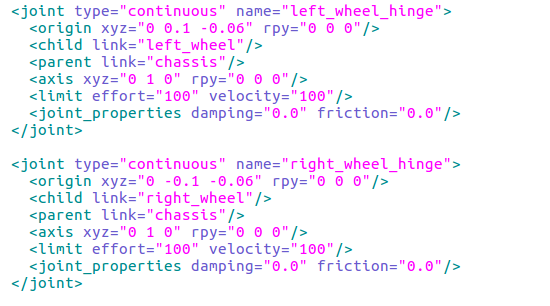 <joint type="continuous" name="left_wheel_hinge">
<origin xyz="0 0.1 -0.06" rpy="0 0 0"/>
<child link="left_wheel"/>
<parent link="chassis"/>
<axis xyz="0 1 0" rpy="0 0 0"/>
<limit effort="100" velocity="100"/>
<joint_properties damping="0.0" friction="0.0"/>
</joint>
<joint type="continuous" name="right_wheel_hinge">
<origin xyz="0 -0.1 -0.06" rpy="0 0 0"/>
<child link="right_wheel"/>
<parent link="chassis"/>
<axis xyz="0 1 0" rpy="0 0 0"/>
<limit effort="100" velocity="100"/>
<joint_properties damping="0.0" friction="0.0"/>
</joint>